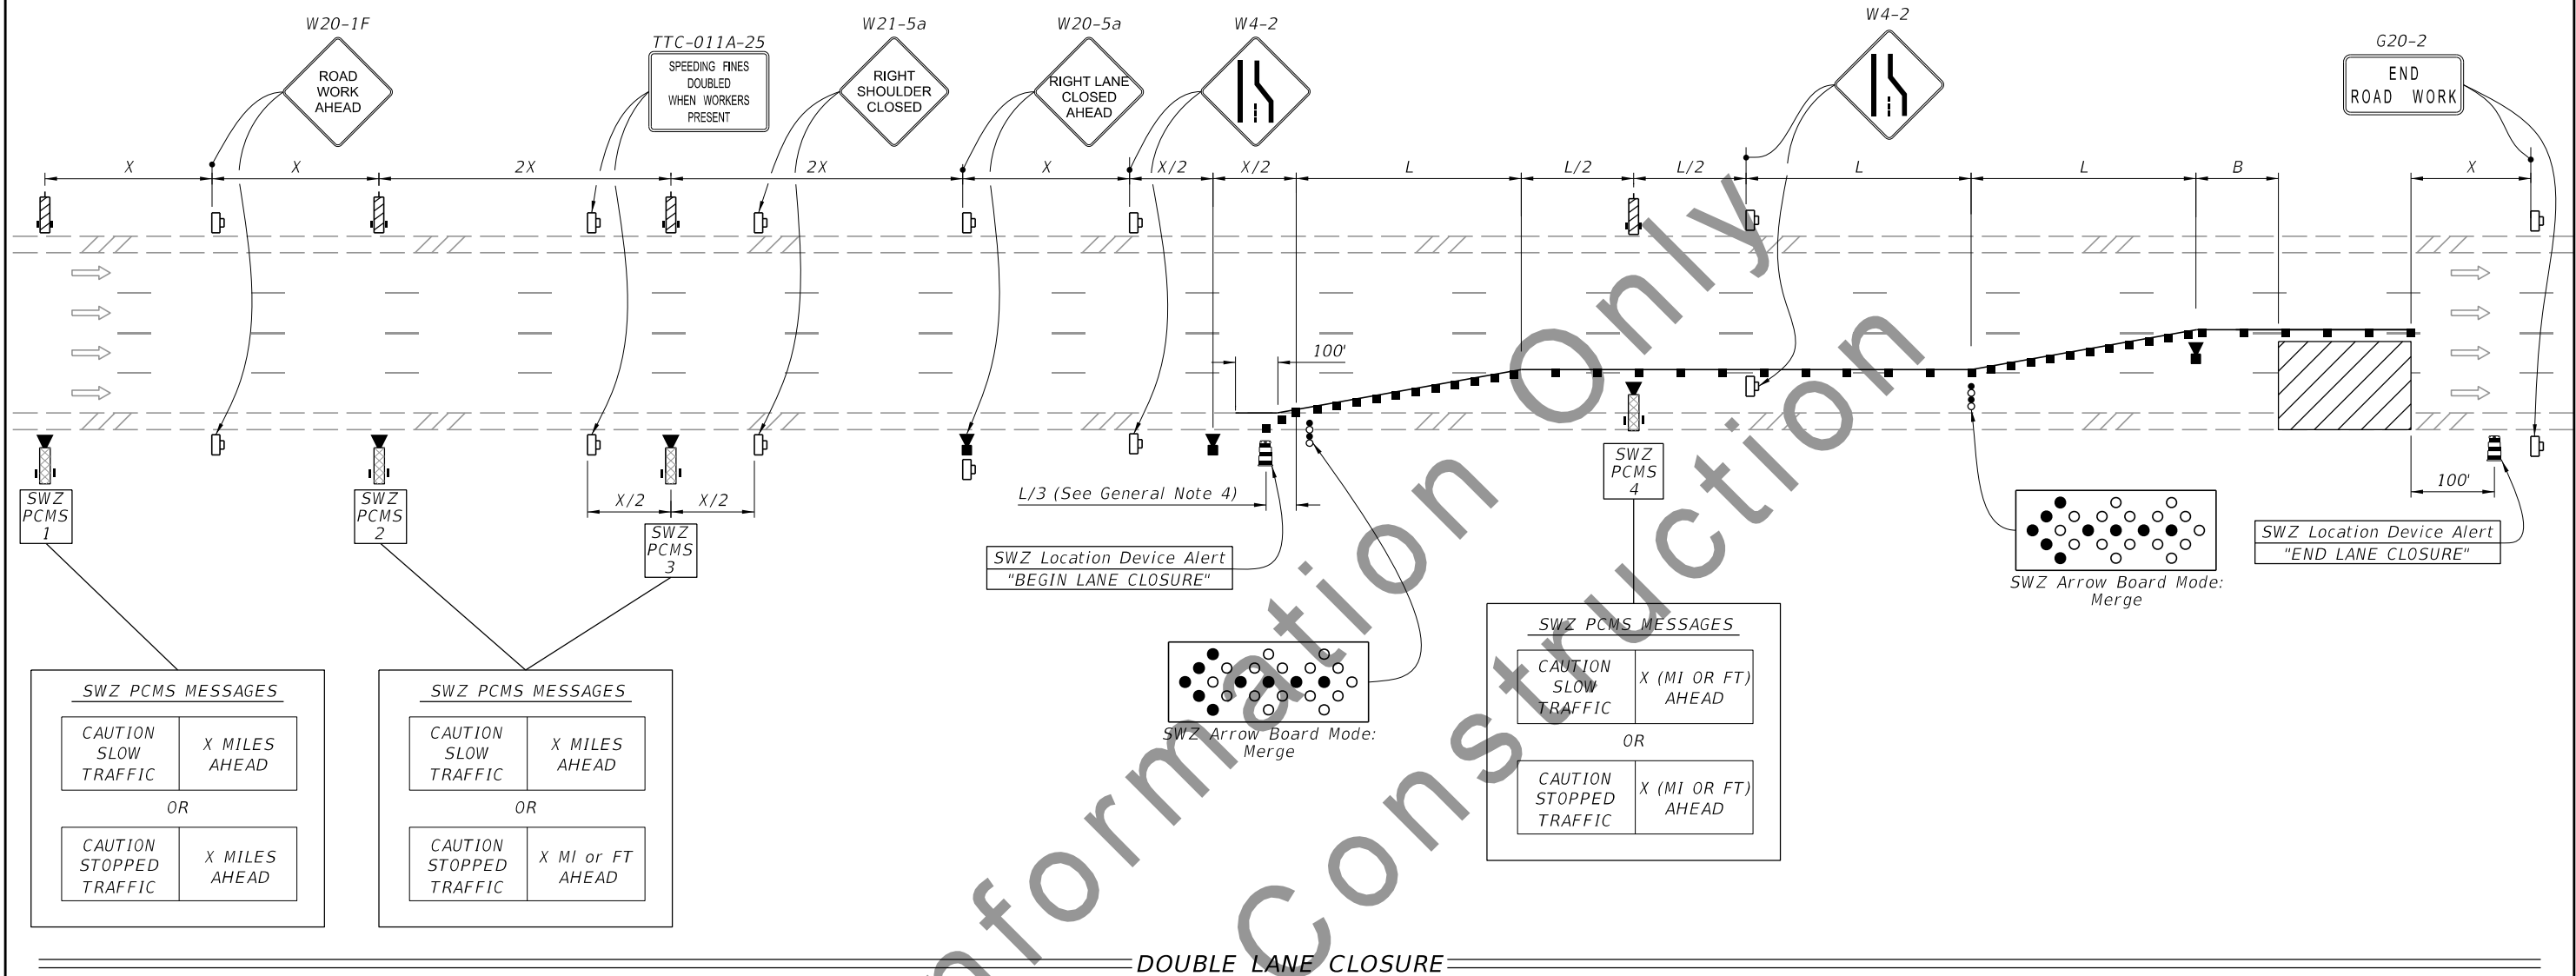 W20-1F
ROAD
WORK
AHEAD
TTC-011A-25
SPEEDING FINES
DOUBLED
WHEN WORKERS
PRESENT
W21-5a
RIGHT
SHOULDER
CLOSED
W20-5a
RIGHT LANE
CLOSED
AHEAD
W4-2
W4-2
G20-2
END
ROAD WORK
X
X
2X
2X
X
X/2
X/2
L
L/2
L/2
L
L
B
X
100'
X/2
X/2
L/3 (See General Note 4)
100'
SWZ
PCMS
1
SWZ
PCMS
2
SWZ
PCMS
3
SWZ
PCMS
4
SWZ Location Device Alert
"BEGIN LANE CLOSURE"
SWZ Location Device Alert
"END LANE CLOSURE"
SWZ Arrow Board Mode:
Merge
SWZ Arrow Board Mode:
Merge
SWZ PCMS MESSAGES
CAUTION
SLOW
TRAFFIC
X MILES
AHEAD
OR
CAUTION
STOPPED
TRAFFIC
X MILES
AHEAD
SWZ PCMS MESSAGES
CAUTION
SLOW
TRAFFIC
X MILES
AHEAD
OR
CAUTION
STOPPED
TRAFFIC
X MI or FT
AHEAD
SWZ PCMS MESSAGES
CAUTION
SLOW
TRAFFIC
X (MI OR FT)
AHEAD
OR
CAUTION
STOPPED
TRAFFIC
X (MI OR FT)
AHEAD
nformation Only
Construction
DOUBLE LANE CLOSURE